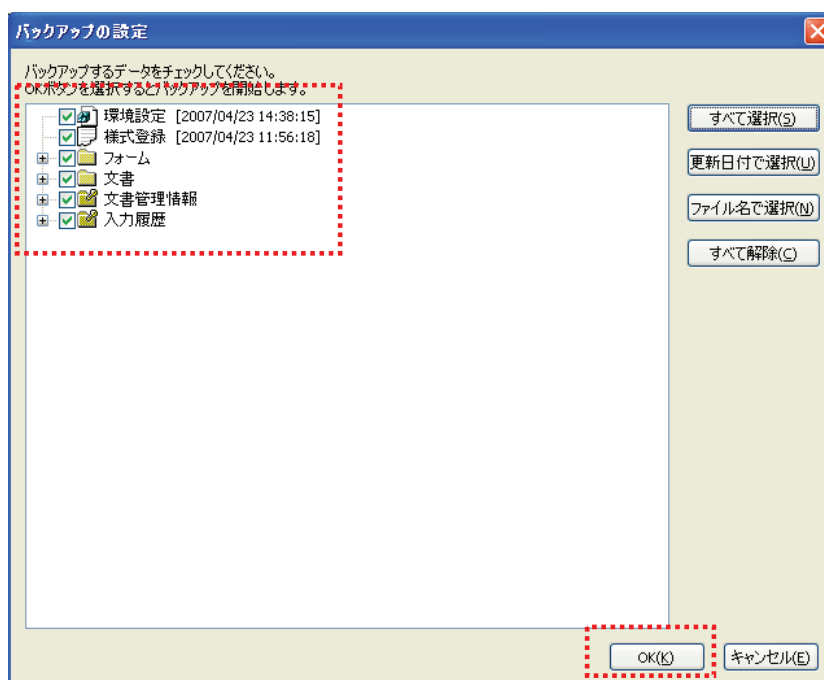 バックアップの設定
バックアップするデータをチェックしてください。
OKボタンを選択するとバックアップを開始します。
環境設定 [2007/04/23 14:38:15]
様式登録 [2007/04/23 11:56:18]
フォーム
文書
文書管理情報
入力履歴
すべて選択(S)
更新日付で選択(U)
ファイル名で選択(N)
すべて解除(C)
OK(K)
キャンセル(E)